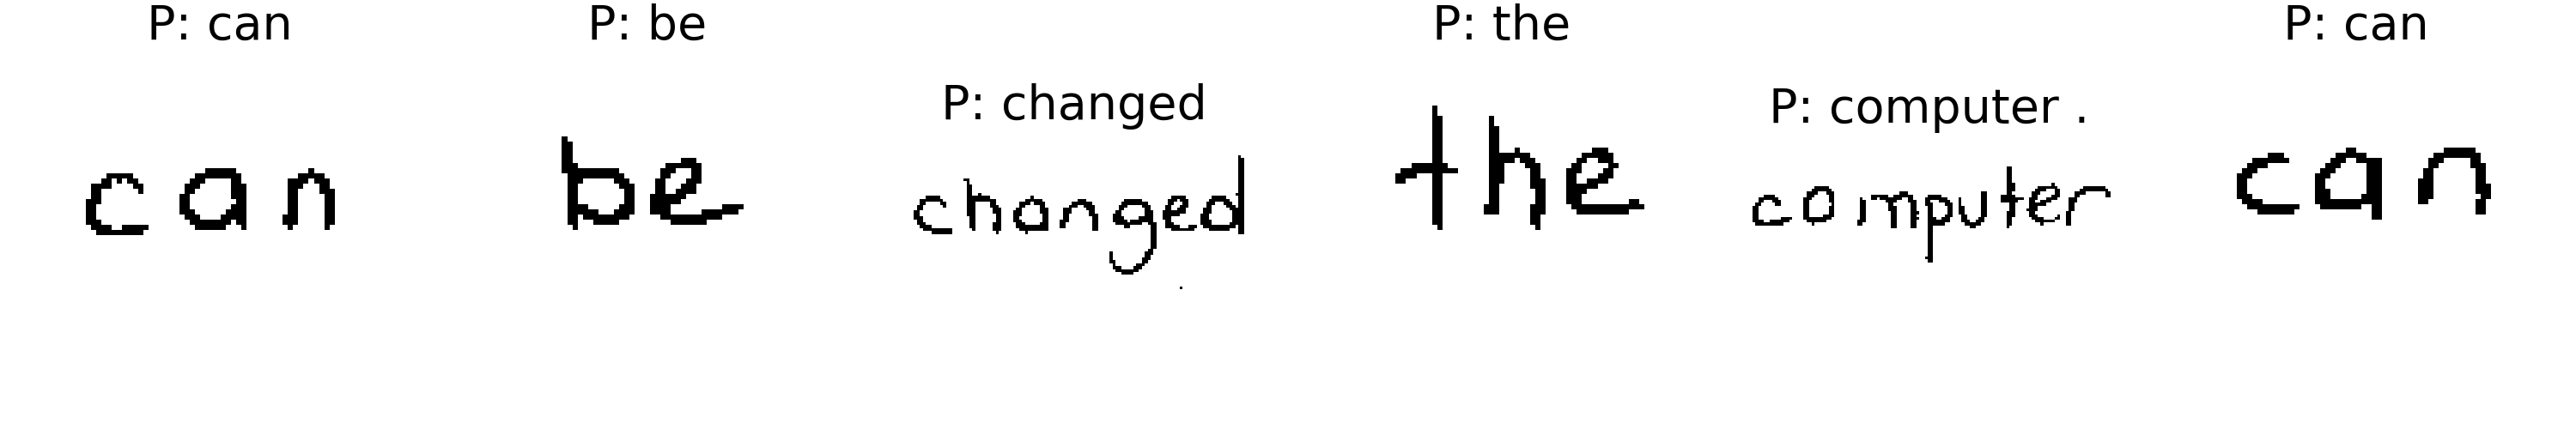 P: can P: be P: the P: can
P: changed P: computer .
can be changed the computer can